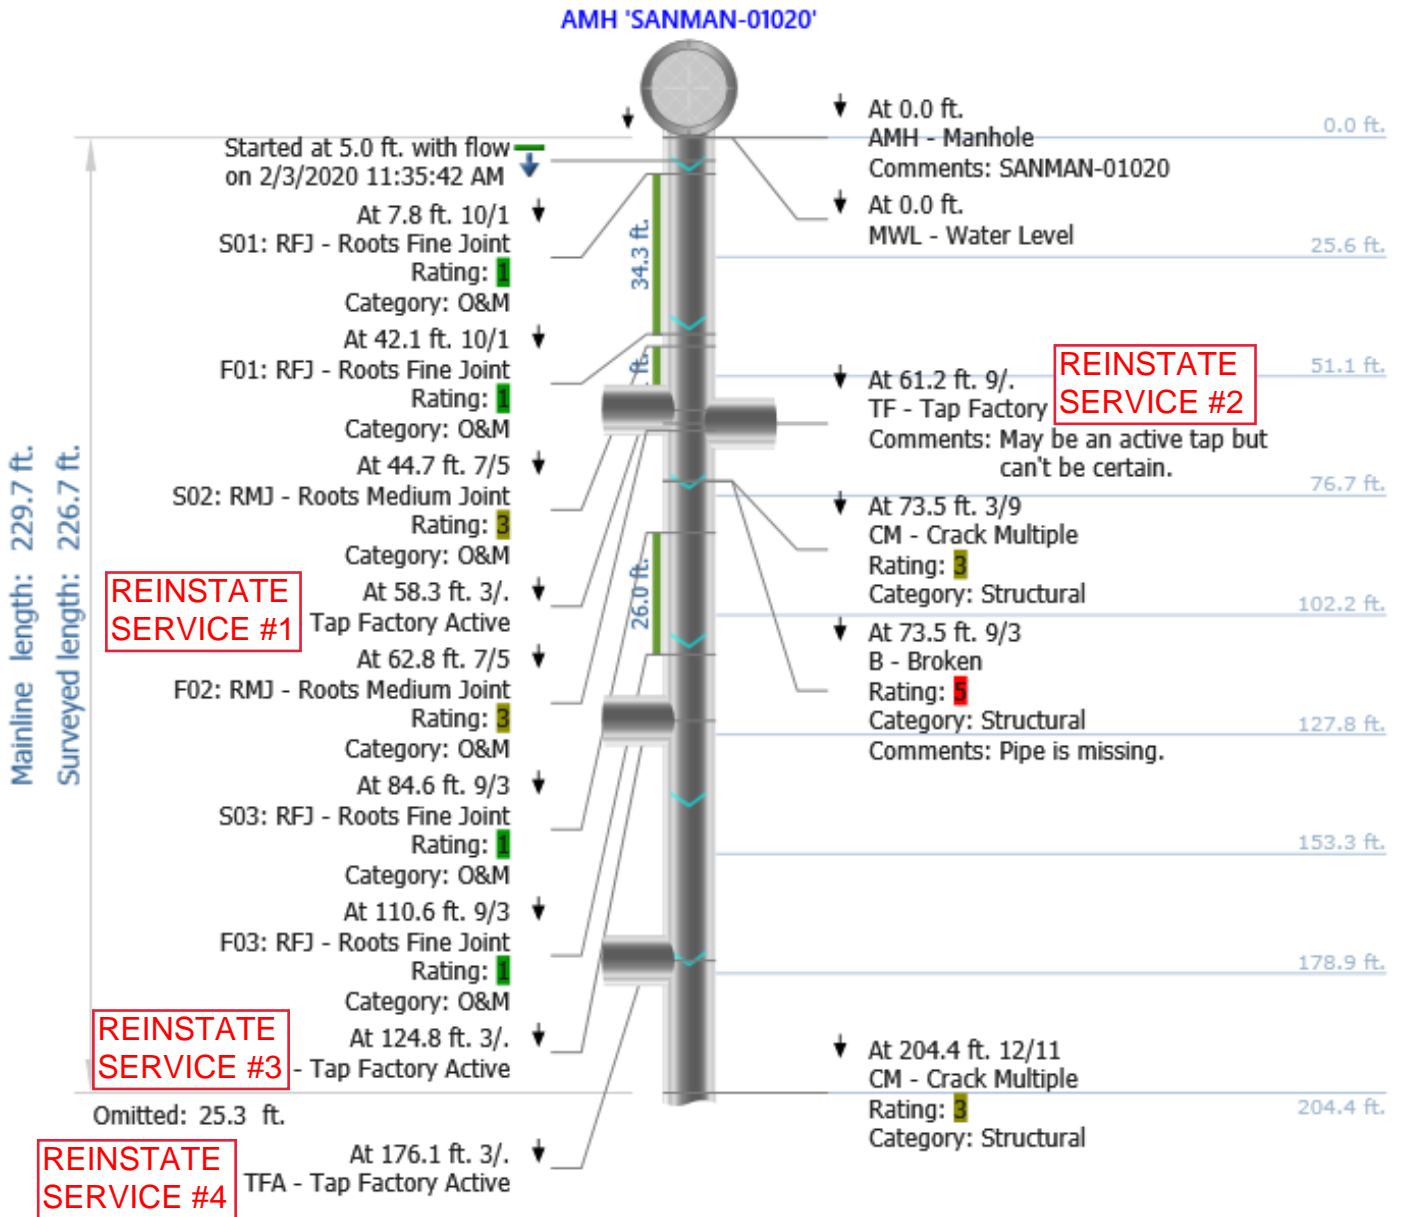 AMH 'SANMAN-01020'
Started at 5.0 ft. with flow
on 2/3/2020 11:35:42 AM
At 7.8 ft. 10/1
S01: RFJ - Roots Fine Joint
Rating: 1
Category: O&M
At 42.1 ft. 10/1
F01: RFJ - Roots Fine Joint
Rating: 1
Category: O&M
At 44.7 ft. 7/5
S02: RMJ - Roots Medium Joint
Rating: 3
Category: O&M
REINSTATE
SERVICE #1
At 58.3 ft. 3/.
Tap Factory Active
At 62.8 ft. 7/5
F02: RMJ - Roots Medium Joint
Rating: 3
Category: O&M
At 84.6 ft. 9/3
S03: RFJ - Roots Fine Joint
Rating: 1
Category: O&M
At 110.6 ft. 9/3
F03: RFJ - Roots Fine Joint
Rating: 1
Category: O&M
REINSTATE
SERVICE #3
At 124.8 ft. 3/.
- Tap Factory Active
Omitted: 25.3 ft.
REINSTATE
SERVICE #4
At 176.1 ft. 3/.
TFA - Tap Factory Active
Mainline length: 229.7 ft.
Surveyed length: 226.7 ft.
34.3 ft.
ft.
26.0 ft.
At 0.0 ft.
AMH - Manhole
Comments: SANMAN-01020
At 0.0 ft.
MWL - Water Level
At 61.2 ft. 9/.
TF - Tap Factory
Comments: May be an active tap but
can't be certain.
REINSTATE
SERVICE #2
At 73.5 ft. 3/9
CM - Crack Multiple
Rating: 3
Category: Structural
At 73.5 ft. 9/3
B - Broken
Rating: 5
Category: Structural
Comments: Pipe is missing.
At 204.4 ft. 12/11
CM - Crack Multiple
Rating: 3
Category: Structural
0.0 ft.
25.6 ft.
51.1 ft.
76.7 ft.
102.2 ft.
127.8 ft.
153.3 ft.
178.9 ft.
204.4 ft.